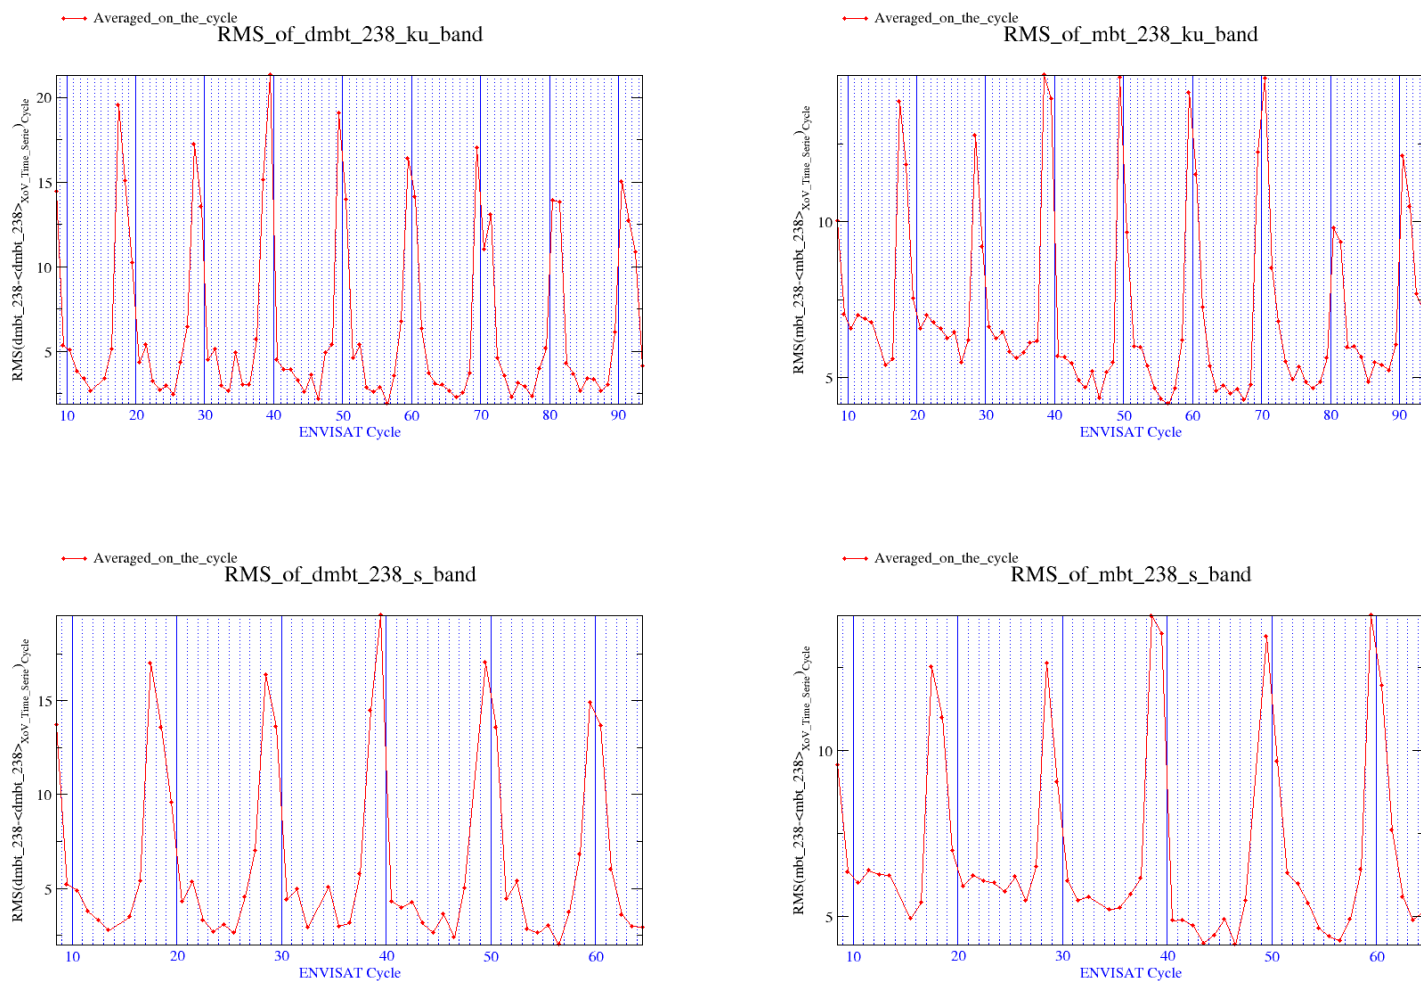 Averaged_on_the_cycle
RMS_of_dmbt_238_ku_band
RMS(dmbt_238-<dmbt_238>XoV_Time_Serie)Cycle
20
15
10
5
10 20 30 40 50 60 70 80 90
ENVISAT Cycle
Averaged_on_the_cycle
RMS_of_mbt_238_ku_band
RMS(mbt_238-<mbt_238>XoV_Time_Serie)Cycle
10
5
10 20 30 40 50 60 70 80 90
ENVISAT Cycle
Averaged_on_the_cycle
RMS_of_dmbt_238_s_band
RMS(dmbt_238-<dmbt_238>XoV_Time_Serie)Cycle
15
10
5
10 20 30 40 50 60
ENVISAT Cycle
Averaged_on_the_cycle
RMS_of_mbt_238_s_band
RMS(mbt_238-<mbt_238>XoV_Time_Serie)Cycle
10
5
10 20 30 40 50 60
ENVISAT Cycle